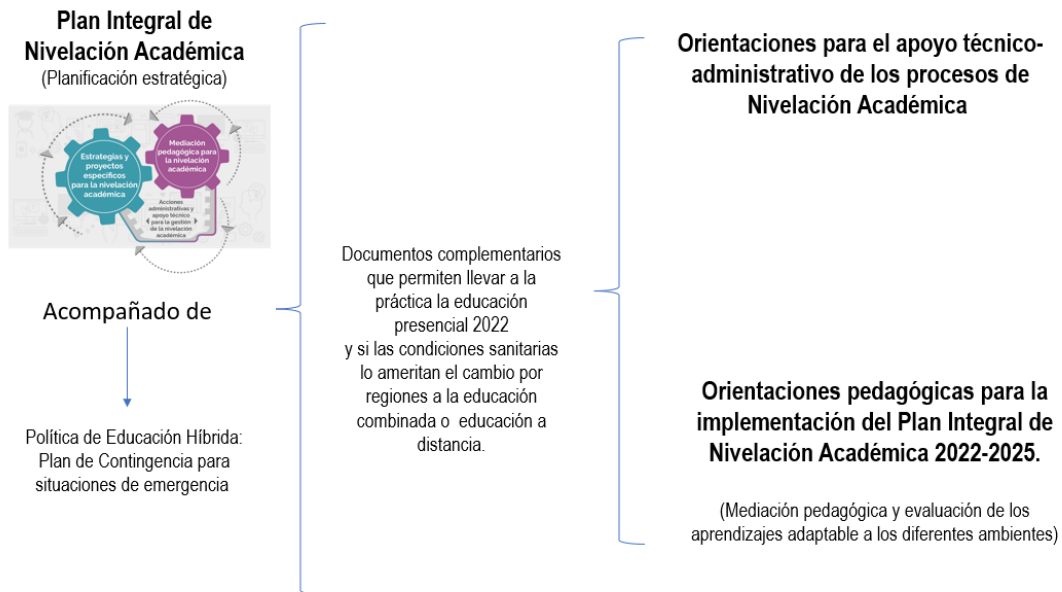 Plan Integral de
Nivelación Académica
(Planificación estratégica)
Estrategias y
proyectos
específicos
para la nivelación
académica
Mediación
pedagógica para
la nivelación
académica
Acciones
administrativas y
apoyo técnico
para la gestión
de la nivelación
académica
Acompañado de
Política de Educación Híbrida:
Plan de Contingencia para
situaciones de emergencia
Documentos complementarios
que permiten llevar a la
práctica la educación
presencial 2022
y si las condiciones sanitarias
lo ameritan el cambio por
regiones a la educación
combinada o educación a
distancia.
Orientaciones para el apoyo técnico-
administrativo de los procesos de
Nivelación Académica
Orientaciones pedagógicas para la
implementación del Plan Integral de
Nivelación Académica 2022-2025.
(Mediación pedagógica y evaluación de los
aprendizajes adaptable a los diferentes ambientes)